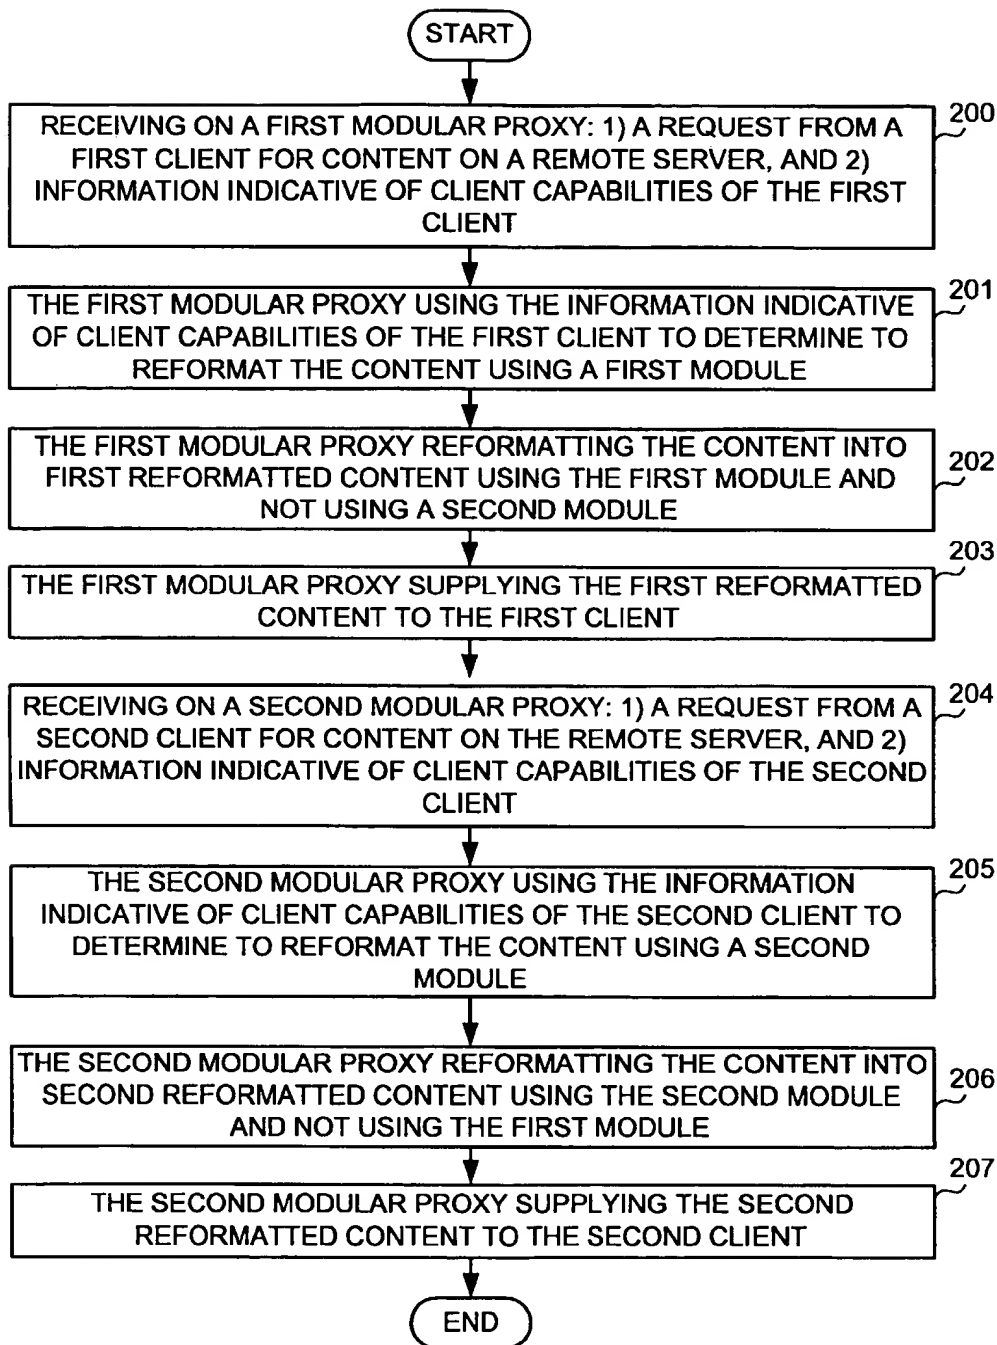 START
200
RECEIVING ON A FIRST MODULAR PROXY: 1) A REQUEST FROM A
FIRST CLIENT FOR CONTENT ON A REMOTE SERVER, AND 2)
INFORMATION INDICATIVE OF CLIENT CAPABILITIES OF THE FIRST
CLIENT
201
THE FIRST MODULAR PROXY USING THE INFORMATION INDICATIVE
OF CLIENT CAPABILITIES OF THE FIRST CLIENT TO DETERMINE TO
REFORMAT THE CONTENT USING A FIRST MODULE
202
THE FIRST MODULAR PROXY REFORMATTING THE CONTENT INTO
FIRST REFORMATTED CONTENT USING THE FIRST MODULE AND
NOT USING A SECOND MODULE
203
THE FIRST MODULAR PROXY SUPPLYING THE FIRST REFORMATTED
CONTENT TO THE FIRST CLIENT
204
RECEIVING ON A SECOND MODULAR PROXY: 1) A REQUEST FROM A
SECOND CLIENT FOR CONTENT ON THE REMOTE SERVER, AND 2)
INFORMATION INDICATIVE OF CLIENT CAPABILITIES OF THE SECOND
CLIENT
205
THE SECOND MODULAR PROXY USING THE INFORMATION
INDICATIVE OF CLIENT CAPABILITIES OF THE SECOND CLIENT TO
DETERMINE TO REFORMAT THE CONTENT USING A SECOND
MODULE
206
THE SECOND MODULAR PROXY REFORMATTING THE CONTENT INTO
SECOND REFORMATTED CONTENT USING THE SECOND MODULE
AND NOT USING THE FIRST MODULE
207
THE SECOND MODULAR PROXY SUPPLYING THE SECOND
REFORMATTED CONTENT TO THE SECOND CLIENT
END